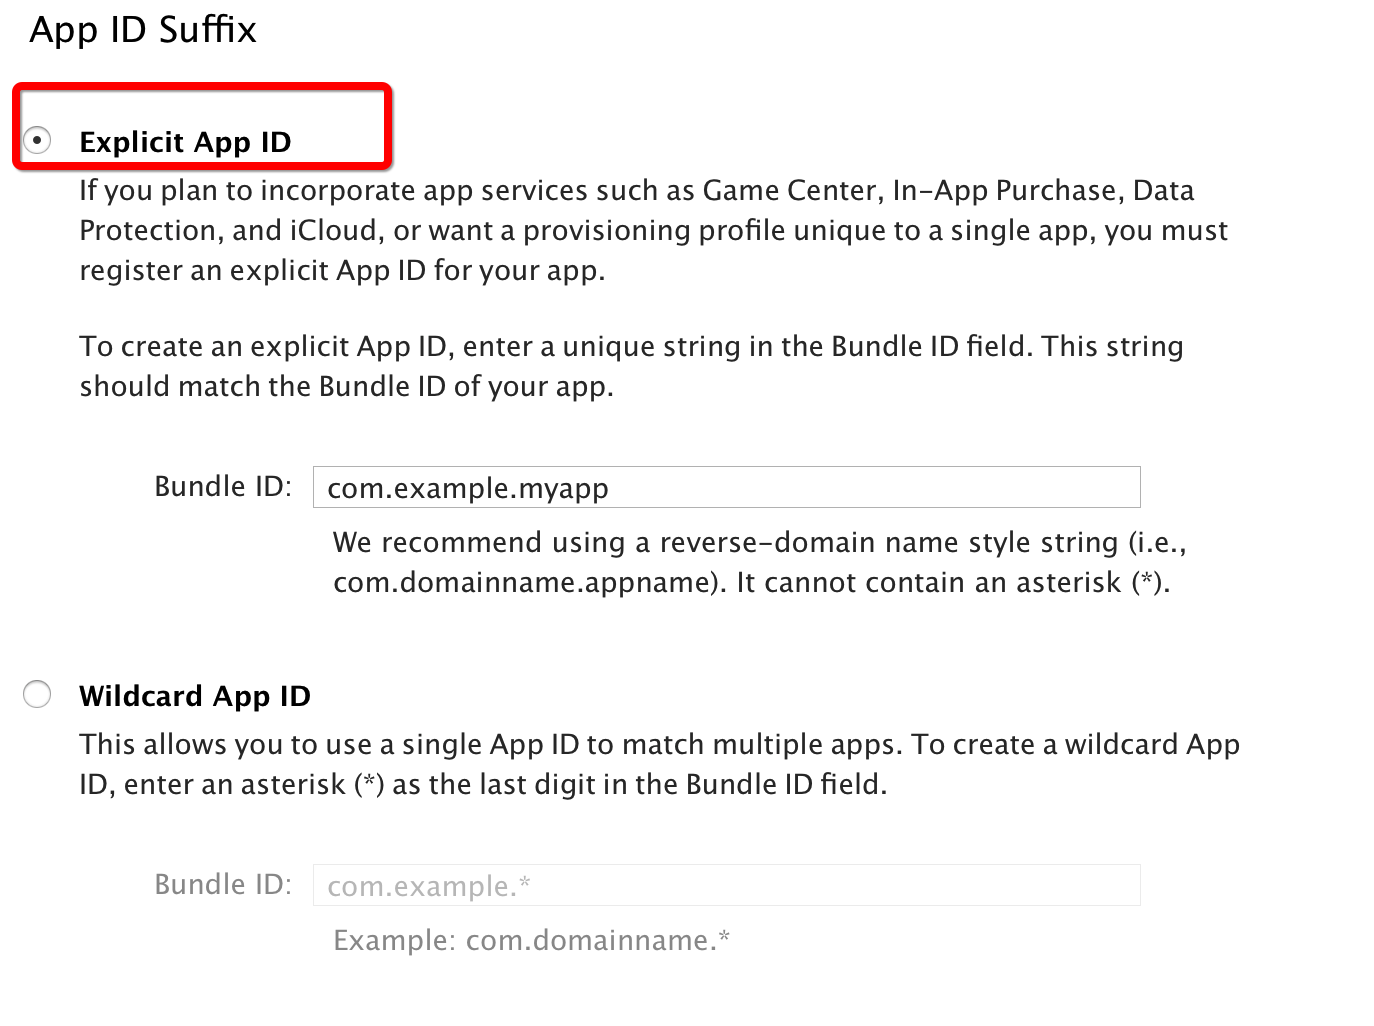 App ID Suffix
Explicit App ID
If you plan to incorporate app services such as Game Center, In-App Purchase, Data
Protection, and iCloud, or want a provisioning profile unique to a single app, you must
register an explicit App ID for your app.
To create an explicit App ID, enter a unique string in the Bundle ID field. This string
should match the Bundle ID of your app.
Bundle ID: com.example.myapp
We recommend using a reverse-domain name style string (i.e.,
com.domainname.appname). It cannot contain an asterisk (*).
Wildcard App ID
This allows you to use a single App ID to match multiple apps. To create a wildcard App
ID, enter an asterisk (*) as the last digit in the Bundle ID field.
Bundle ID: com.example.*
Example: com.domainname.*